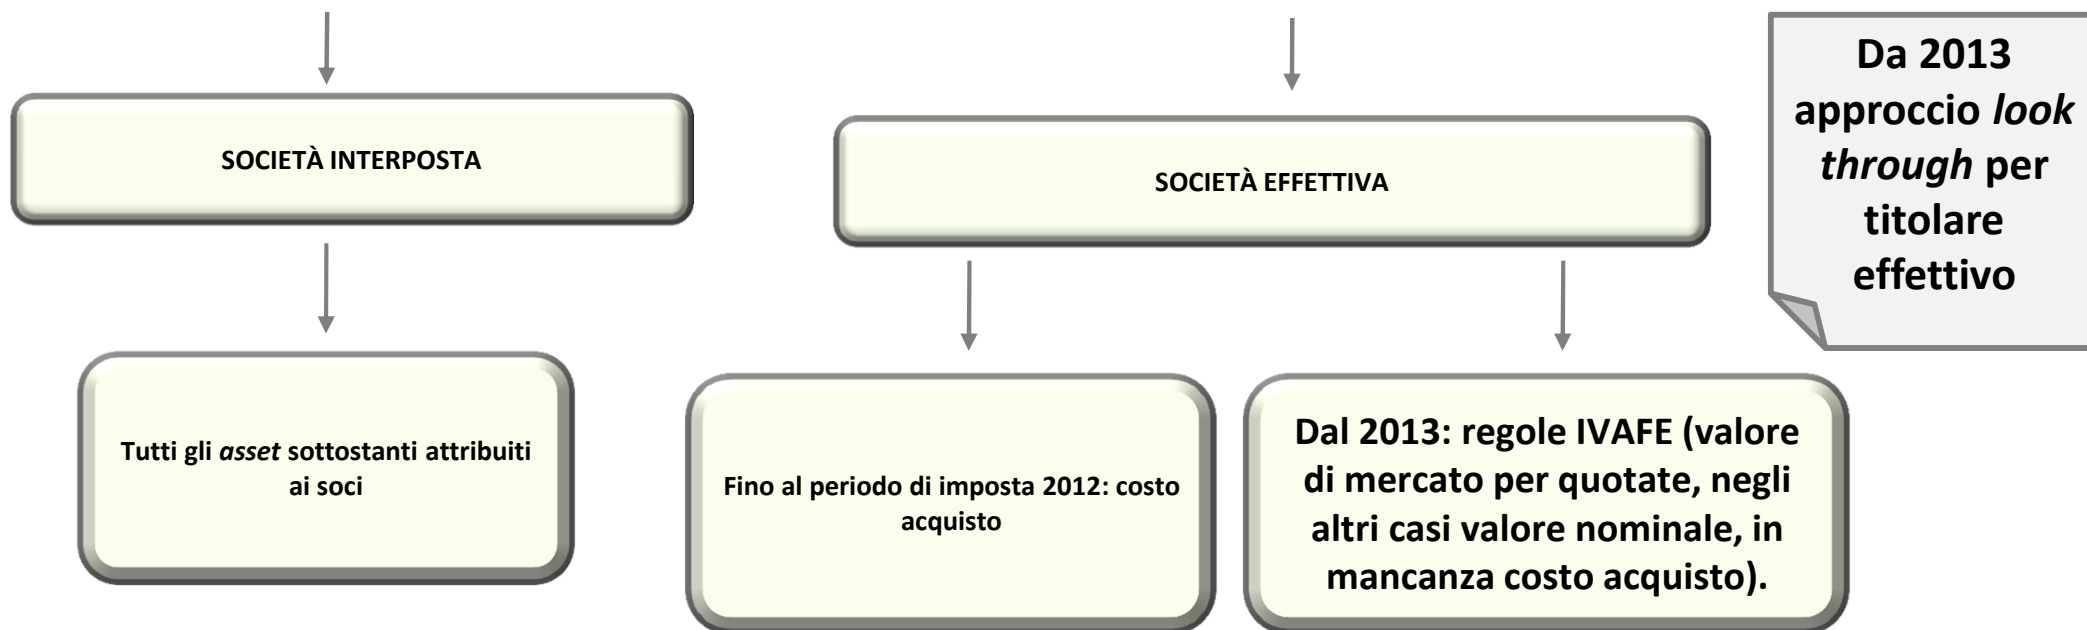 SOCIETÀ INTERPOSTA
SOCIETÀ EFFETTIVA
Da 2013
approccio look
through per
titolare
effettivo
Tutti gli asset sottostanti attribuiti
ai soci
Fino al periodo di imposta 2012: costo
acquisto
Dal 2013: regole IVAFE (valore
di mercato per quotate, negli
altri casi valore nominale, in
mancanza costo acquisto).